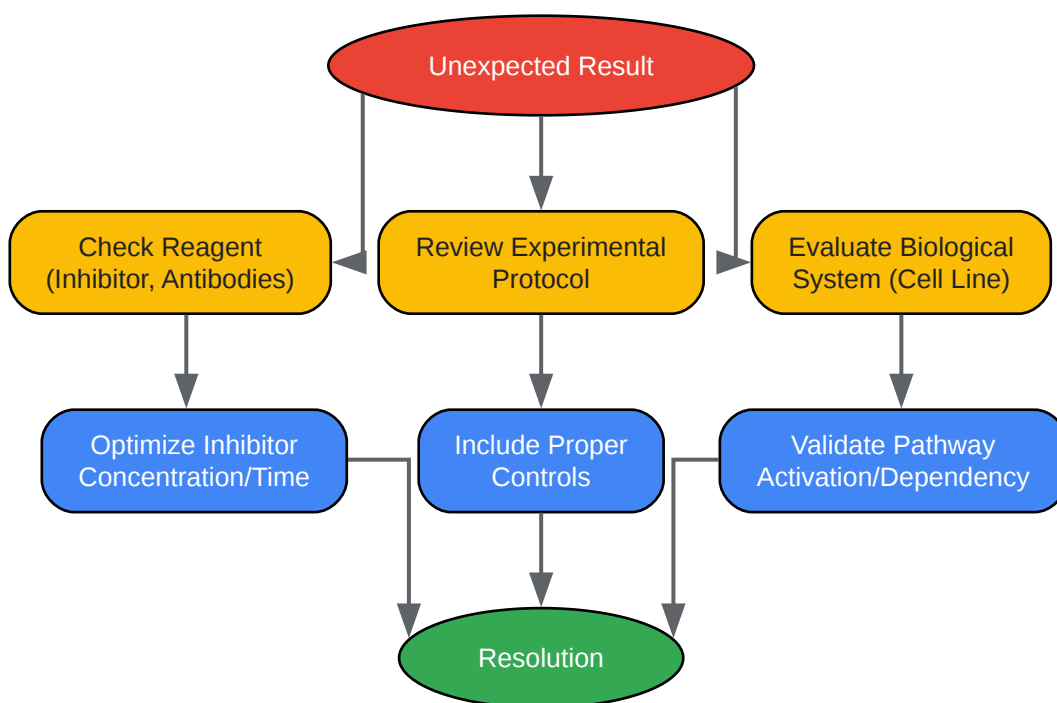 Unexpected Result
Check Reagent
(Inhibitor, Antibodies)
Review Experimental
Protocol
Evaluate Biological
System (Cell Line)
Optimize Inhibitor
Concentration/Time
Include Proper
Controls
Validate Pathway
Activation/Dependency
Resolution